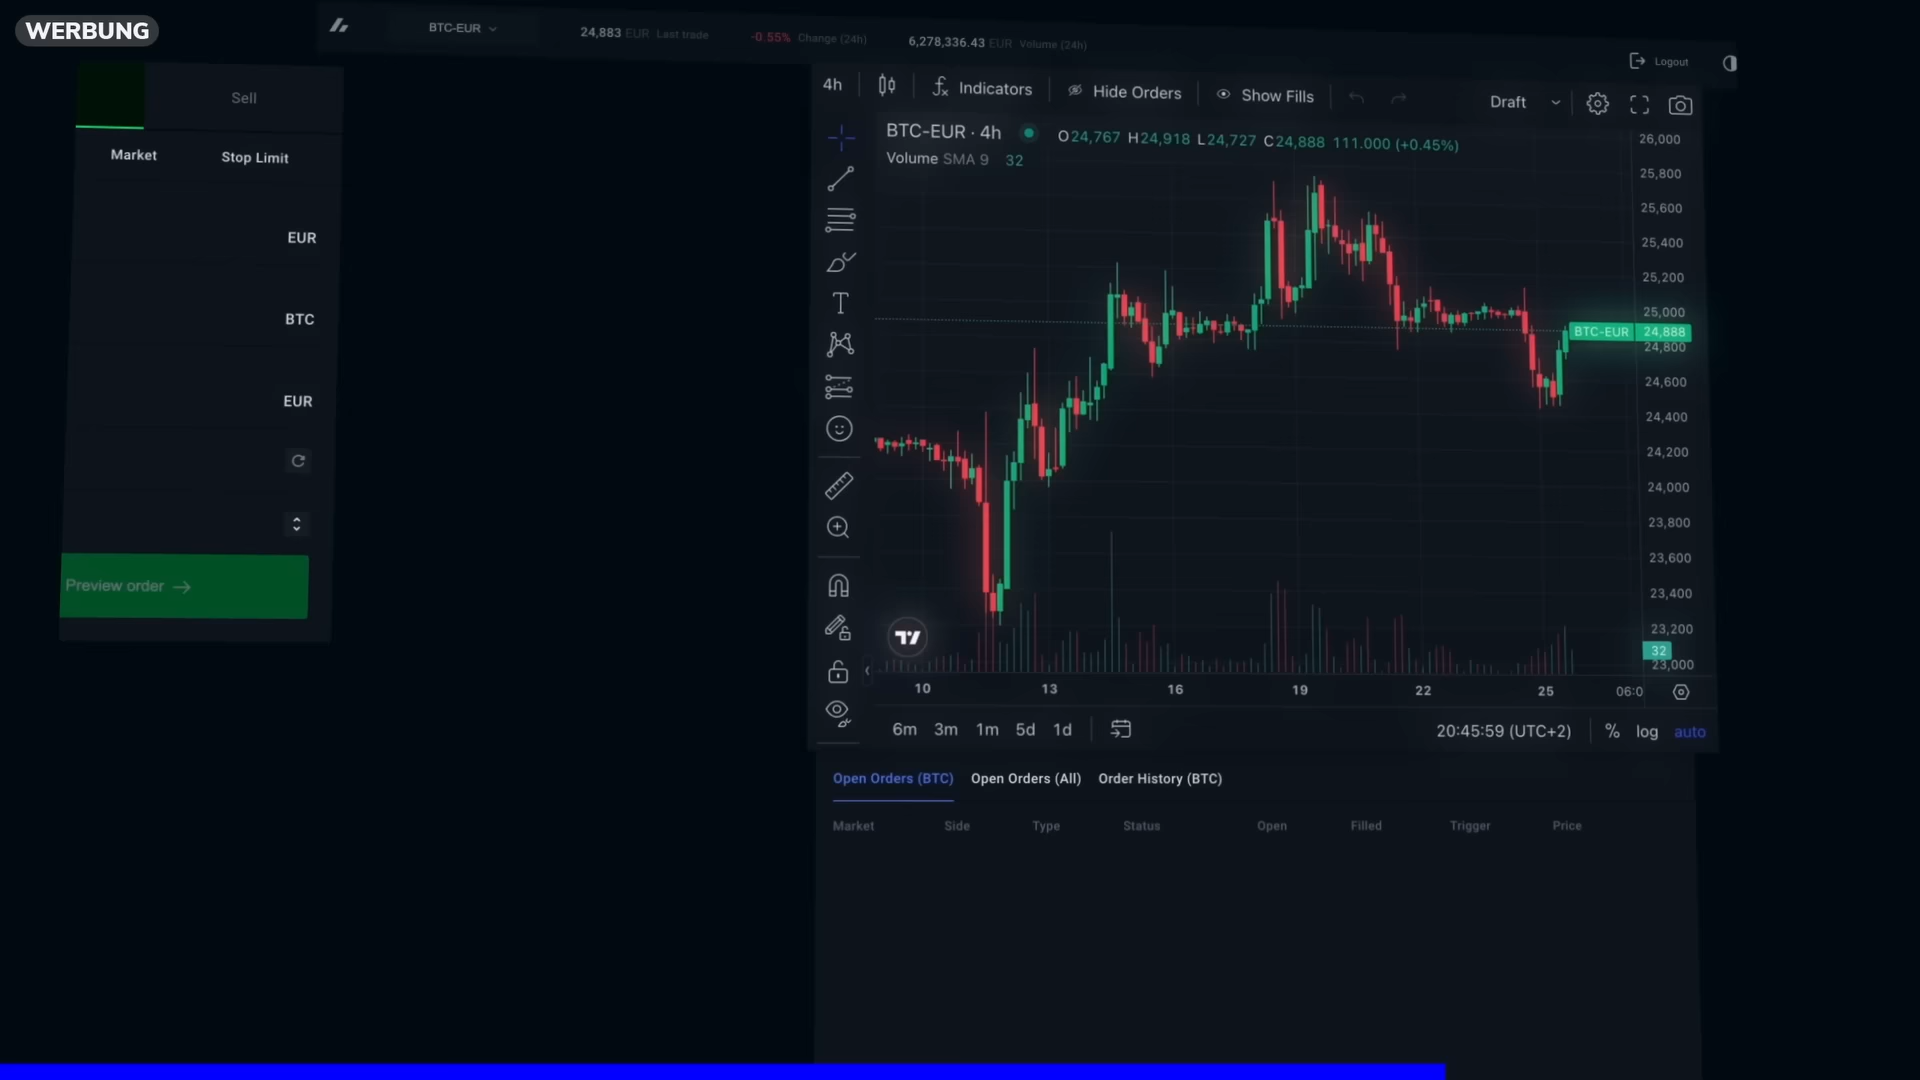 WERBUNG
BTC-EUR
24,883 EUR Last trade
-0.55% Change (24h)
6,278,336.43 EUR Volume (24h)
Logout
Sell
Market
Stop Limit
EUR
BTC
EUR
Preview order
4h
Indicators
Hide Orders
Show Fills
Draft
BTC-EUR · 4h
O24,767 H24,918 L24,727 C24,888 111.000 (+0.45%)
Volume SMA 9 32
26,000
25,800
25,600
25,400
25,200
25,000
BTC-EUR 24,888
24,800
24,600
24,400
24,200
24,000
23,800
23,600
23,400
23,200
32
23,000
10 13 16 19 22 25 06:0
6m 3m 1m 5d 1d
20:45:59 (UTC+2)
% log auto
Open Orders (BTC) Open Orders (All) Order History (BTC)
Market Side Type Status Open Filled Trigger Price